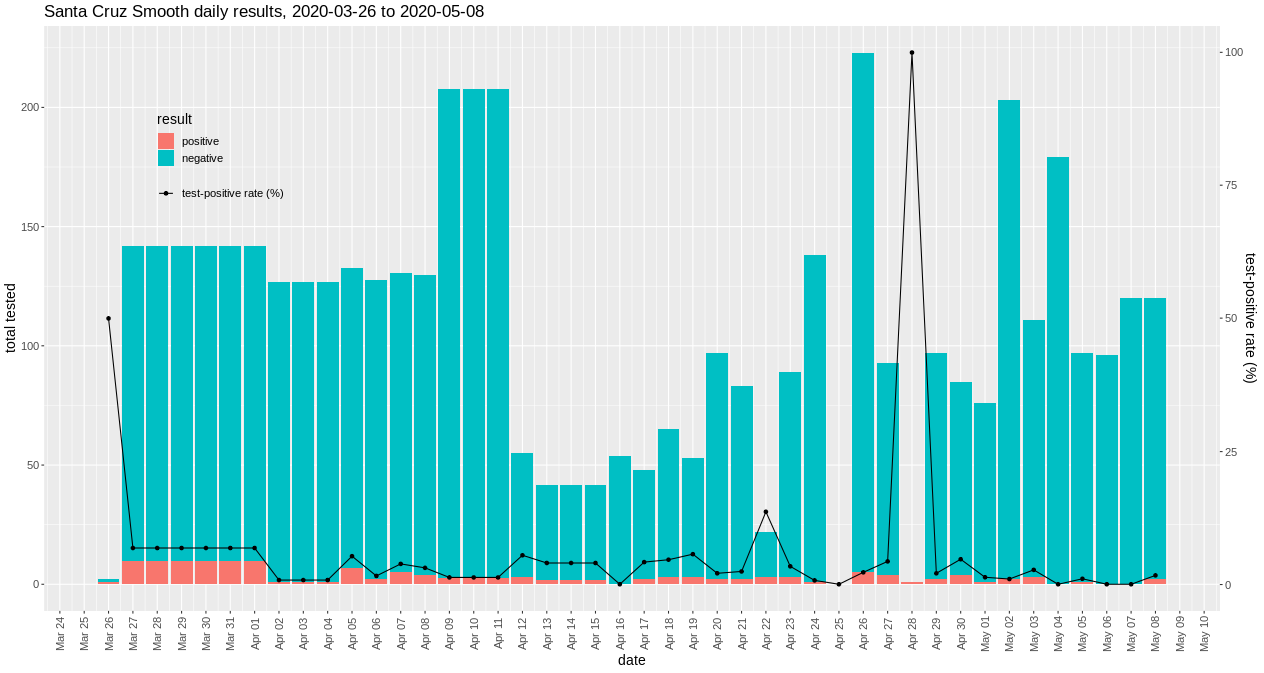 Santa Cruz Smooth daily results, 2020-03-26 to 2020-05-08
result
positive
negative
test-positive rate (%)
total tested
200
150
100
50
0
100
75
50
25
0
test-positive rate (%)
Mar 24
Mar 25
Mar 26
Mar 27
Mar 28
Mar 29
Mar 30
Mar 31
Apr 01
Apr 02
Apr 03
Apr 04
Apr 05
Apr 06
Apr 07
Apr 08
Apr 09
Apr 10
Apr 11
Apr 12
Apr 13
Apr 14
Apr 15
Apr 16
Apr 17
Apr 18
Apr 19
Apr 20
Apr 21
Apr 22
Apr 23
Apr 24
Apr 25
Apr 26
Apr 27
Apr 28
Apr 29
Apr 30
May 01
May 02
May 03
May 04
May 05
May 06
May 07
May 08
May 09
May 10
date